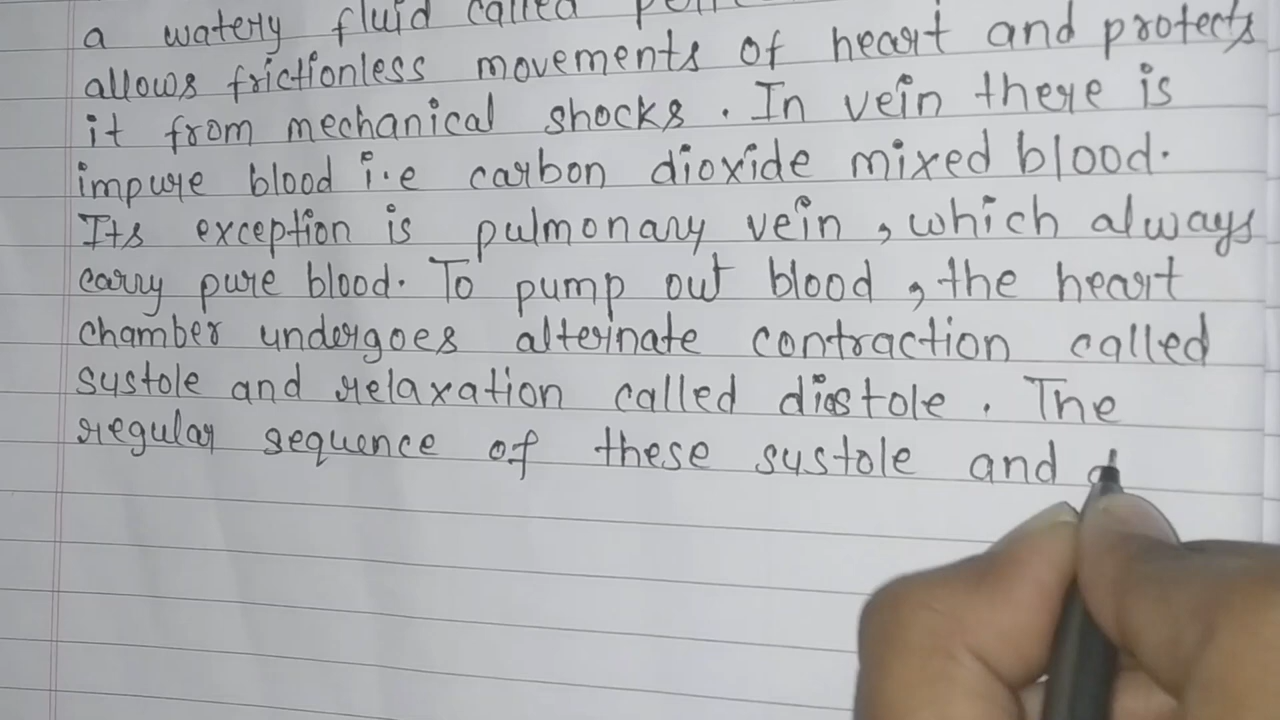 a watery fluid called
allows frictionless movements of heart and protects
it from mechanical shocks. In vein there is
impure blood i.e carbon dioxide mixed blood.
Its exception is pulmonary vein, which always
carry pure blood. To pump out blood, the heart
chamber undergoes alternate contraction called
systole and relaxation called diastole. The
regular sequence of these systole and d